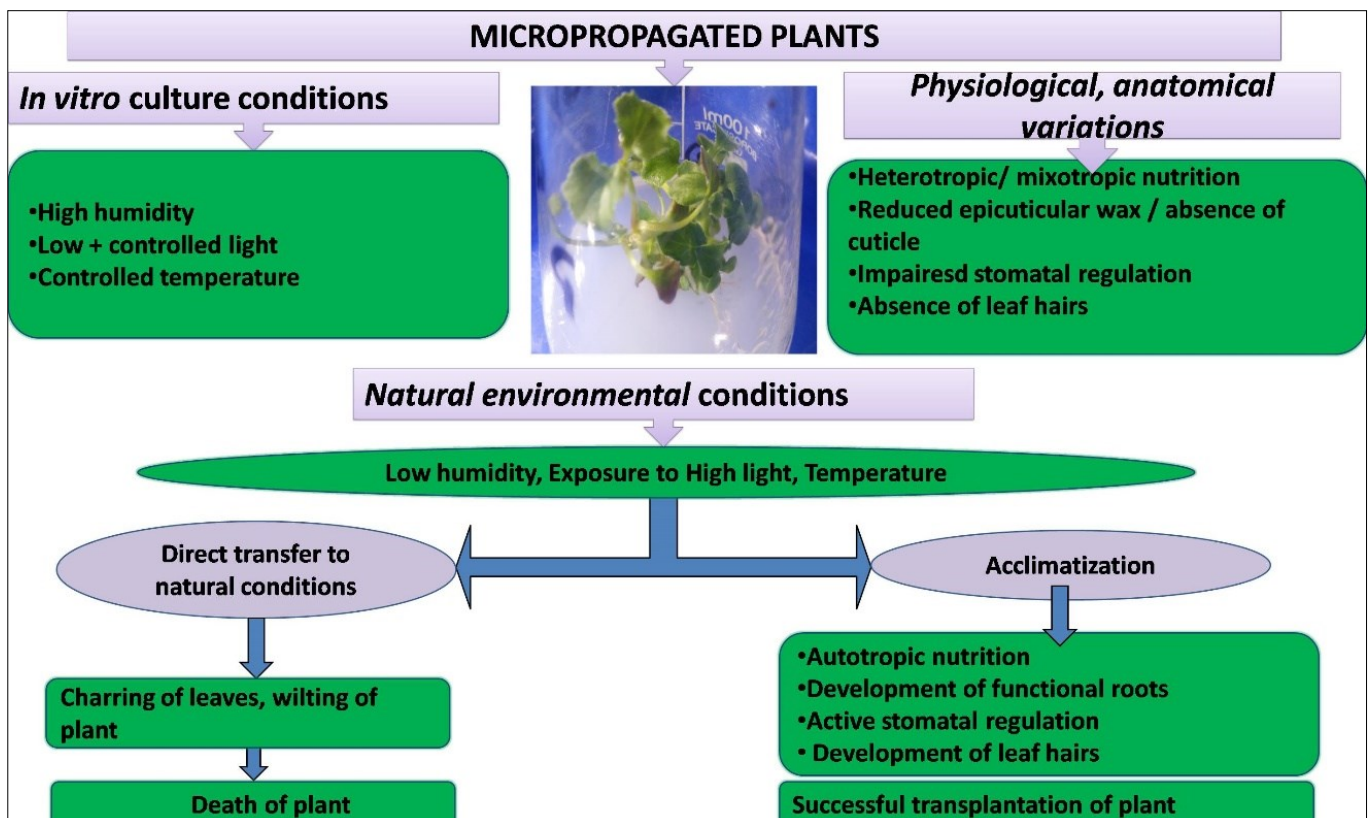 MICROPROPAGATED PLANTS
In vitro culture conditions
•High humidity
•Low + controlled light
•Controlled temperature
100ml
Physiological, anatomical
variations
•Heterotropic/ mixotropic nutrition
•Reduced epicuticular wax / absence of
cuticle
•Impairesd stomatal regulation
•Absence of leaf hairs
Natural environmental conditions
Low humidity, Exposure to High light, Temperature
Direct transfer to
natural conditions
Charring of leaves, wilting of
plant
Death of plant
Acclimatization
•Autotropic nutrition
•Development of functional roots
•Active stomatal regulation
• Development of leaf hairs
Successful transplantation of plant